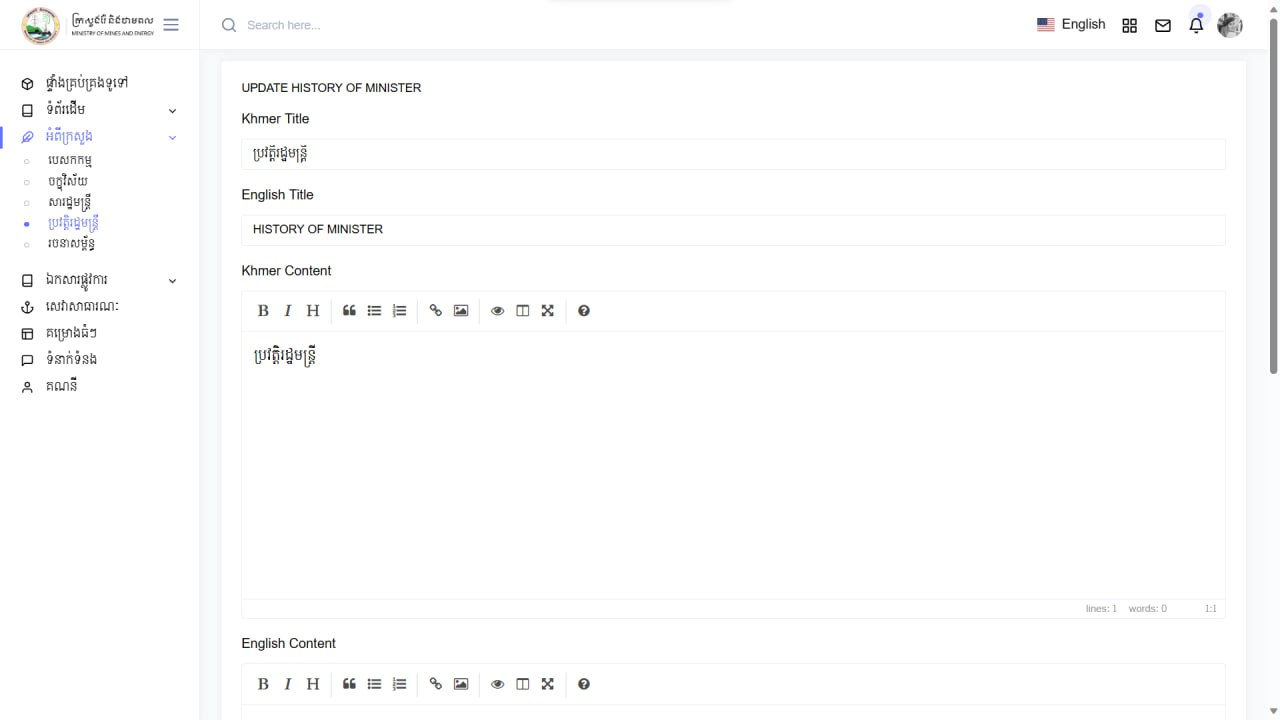 ក្រសួងរ៉ែ និងថាមពល
MINISTRY OF MINES AND ENERGY
Search here...
English
ផ្ទាំងគ្រប់គ្រងទូទៅ
ទំព័រដើម
អំពីក្រសួង
បេសកកម្ម
ចក្ខុវិស័យ
សាររដ្ឋមន្ត្រី
ប្រវត្តិរដ្ឋមន្ត្រី
រចនាសម្ព័ន្ធ
ឯកសារផ្លូវការ
សេវាសាធារណៈ
គម្រោងធំៗ
ទំនាក់ទំនង
គណនី
UPDATE HISTORY OF MINISTER
Khmer Title
ប្រវត្តិរដ្ឋមន្ត្រី
English Title
HISTORY OF MINISTER
Khmer Content
B I H
ប្រវត្តិរដ្ឋមន្ត្រី
lines: 1 words: 0 1:1
English Content
B I H